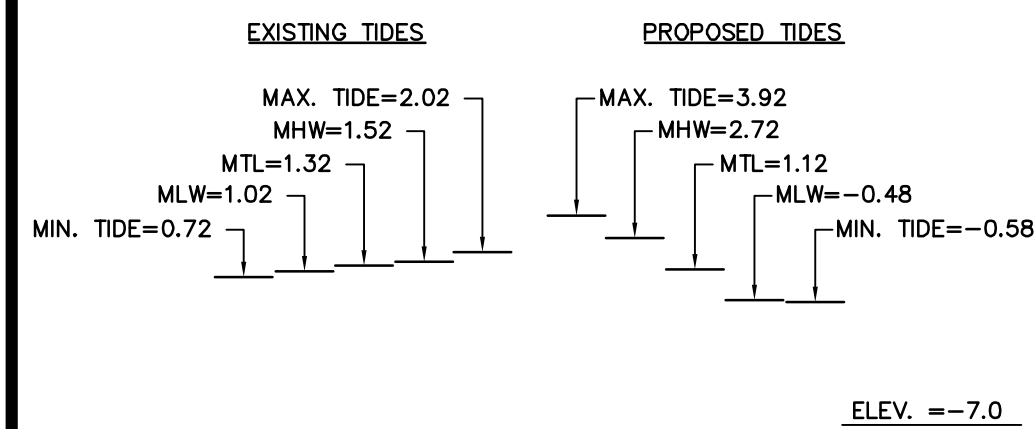 EXISTING TIDES
MAX. TIDE=2.02
MHW=1.52
MTL=1.32
MLW=1.02
MIN. TIDE=0.72
PROPOSED TIDES
MAX. TIDE=3.92
MHW=2.72
MTL=1.12
MLW=-0.48
MIN. TIDE=-0.58
ELEV. =-7.0